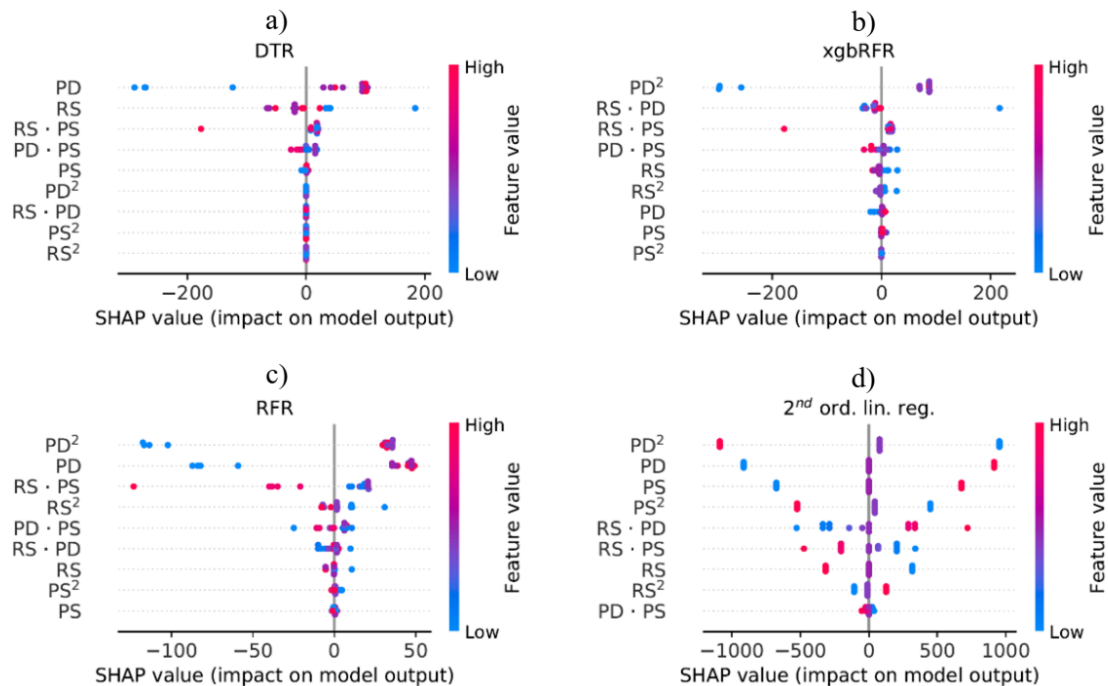 a)
DTR
PD
RS
RS · PS
PD · PS
PS
PD²
RS · PD
PS²
RS²
−200
0
200
SHAP value (impact on model output)
High
Feature value
Low
b)
xgbRFR
PD²
RS · PD
RS · PS
PD · PS
RS
RS²
PD
PS
PS²
−200
0
200
SHAP value (impact on model output)
High
Feature value
Low
c)
RFR
PD²
PD
RS · PS
RS²
PD · PS
RS · PD
RS
PS²
PS
−100
−50
0
50
SHAP value (impact on model output)
High
Feature value
Low
d)
2ⁿᵈ ord. lin. reg.
PD²
PD
PS
PS²
RS · PD
RS · PS
RS
RS²
PD · PS
−1000
−500
0
500
1000
SHAP value (impact on model output)
High
Feature value
Low